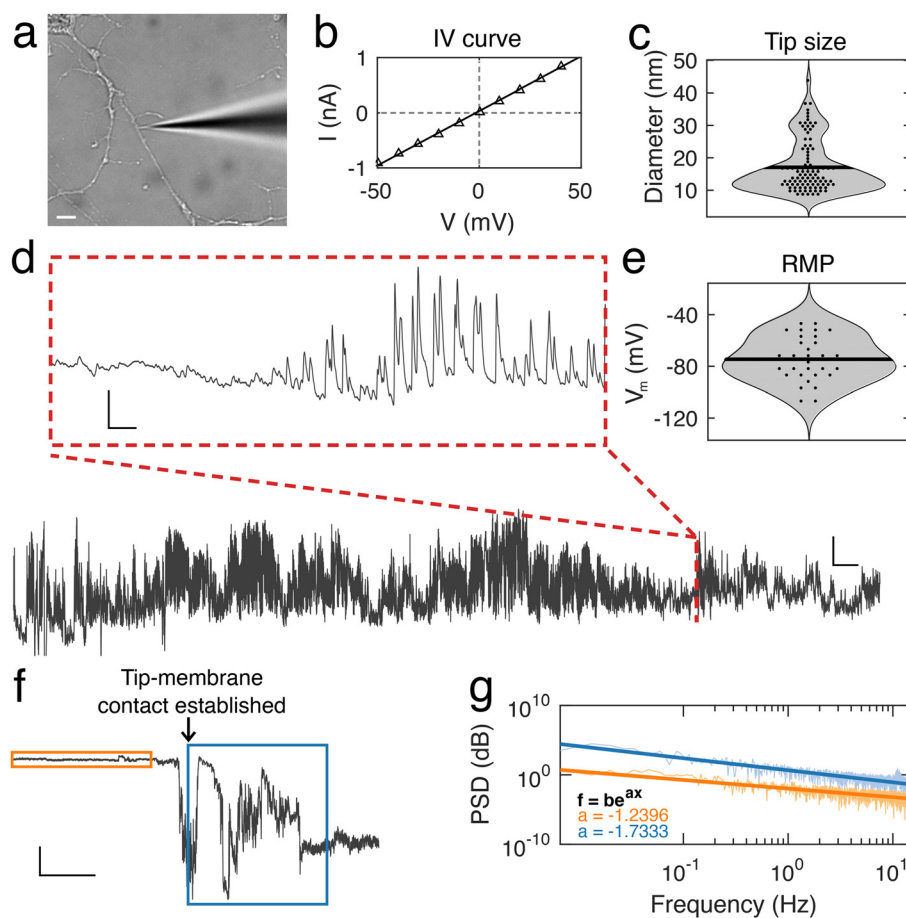 a
b
IV curve
I (nA)
1
0
-1
-50
0
50
V (mV)
c
Tip size
Diameter (nm)
50
40
30
20
10
d
e
RMP
Vm (mV)
-40
-80
-120
f
Tip-membrane
contact established
g
PSD (dB)
10^10
10^0
10^-10
f = be^ax
a = -1.2396
a = -1.7333
10^-1
10^0
10^1
Frequency (Hz)